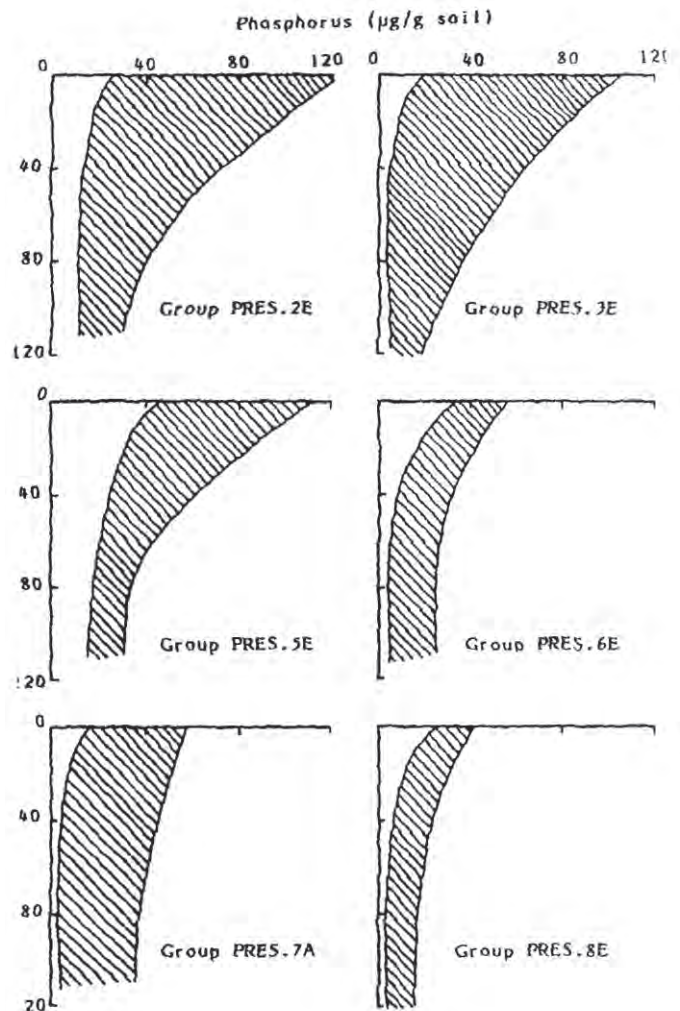 Phosphorus (µg/g soil)
0 40 80 120 0 40 80 12
40
80
120
Group PRES.2E Group PRES.3E
0
40
80
120
Group PRES.5E Group PRES.6E
0
40
80
20
Group PRES.7A Group PRES.8E